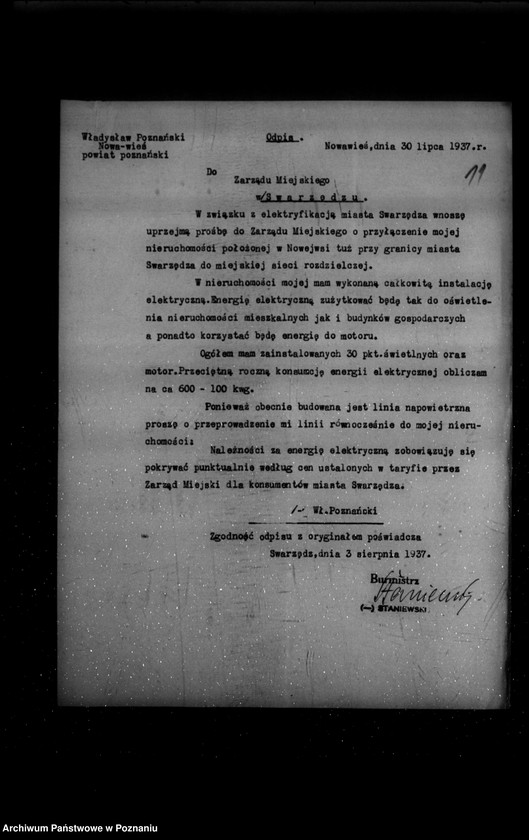 Władysław Poznański
Nowa-wieś
powiat poznański
Odpis.
Nowawieś,dnia 30 lipca 1937.r.
Do
Zarządu Miejskiego
w/Swarzędzu.
W związku z elektryfikacją miasta Swarzędza wnoszę
uprzejmą prośbę do Zarządu Miejskiego o przyłączenie mojej
nieruchomości położonej w Nowejwsi tuż przy granicy miasta
Swarzędza do miejskiej sieci rozdzielczej.
W nieruchomości mojej mam wykonaną całkowitą instalację
elektryczną.Energię elektryczną zużytkować będę tak do oświetle-
nia nieruchomości mieszkalnych jak i budynków gospodarczych
a ponadto korzystać będę energię do motoru.
Ogółem mam zainstalowanych 30 pkt.świetlnych oraz
motor.Przeciętną roczną konsumcję energii elektrycznej obliczam
na ca 600 - 100 kwg.
Ponieważ obecnie budowaną jest linia napowietrzna
proszę o przeprowadzenie mi linii równocześnie do mojej nieru-
chomości:
Należności za energię elektryczną zobowiązuję się
pokrywać punktualnie według cen ustalonych w taryfie przez
Zarząd Miejski dla konsumentów miasta Swarzędza.
/-/ Wł.Poznańcki
Zgodność odpisu z oryginałem poświadcza
Swarzędz,dnia 3 sierpnia 1937.
Burmistrz
(—) STANIEWSKI.
Archiwum Państwowe w Poznaniu